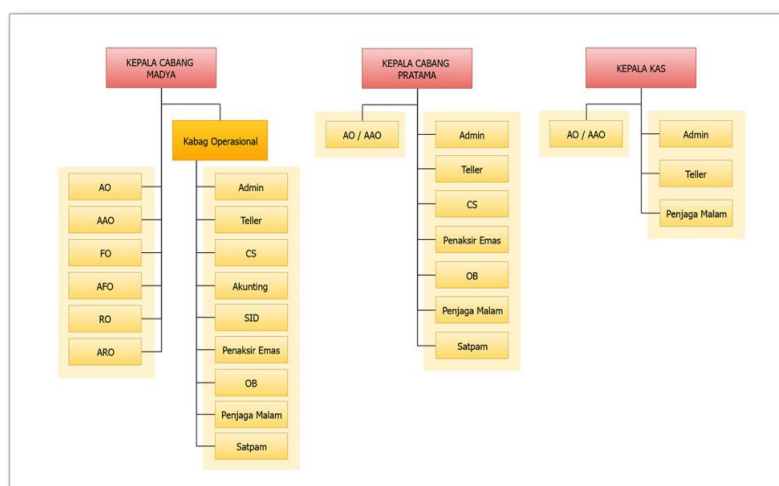 KEPALA CABANG
MADYA
Kabag Operasional
AO
AAO
FO
AFO
RO
ARO
Admin
Teller
CS
Akunting
SID
Penaksir Emas
OB
Penjaga Malam
Satpam
KEPALA CABANG
PRATAMA
AO / AAO
Admin
Teller
CS
Penaksir Emas
OB
Penjaga Malam
Satpam
KEPALA KAS
AO / AAO
Admin
Teller
Penjaga Malam